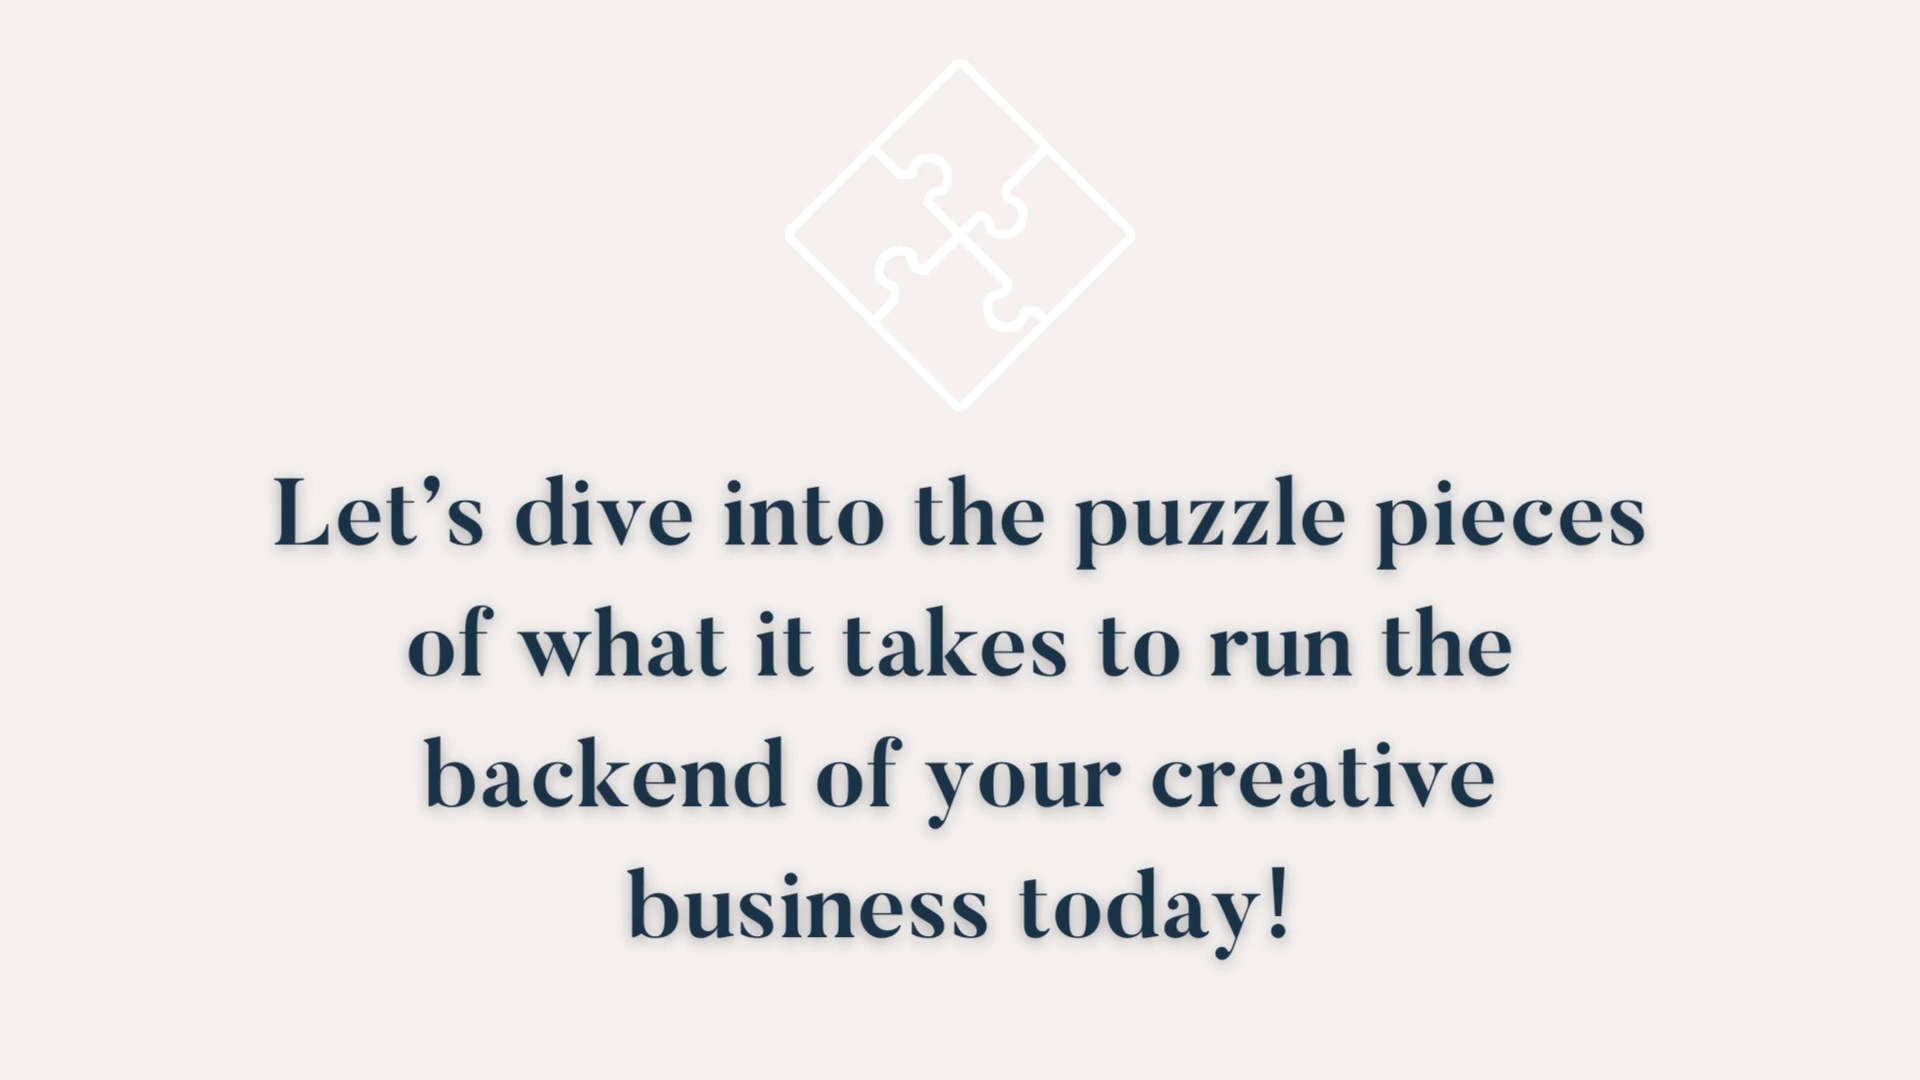 Let’s dive into the puzzle pieces
of what it takes to run the
backend of your creative
business today!